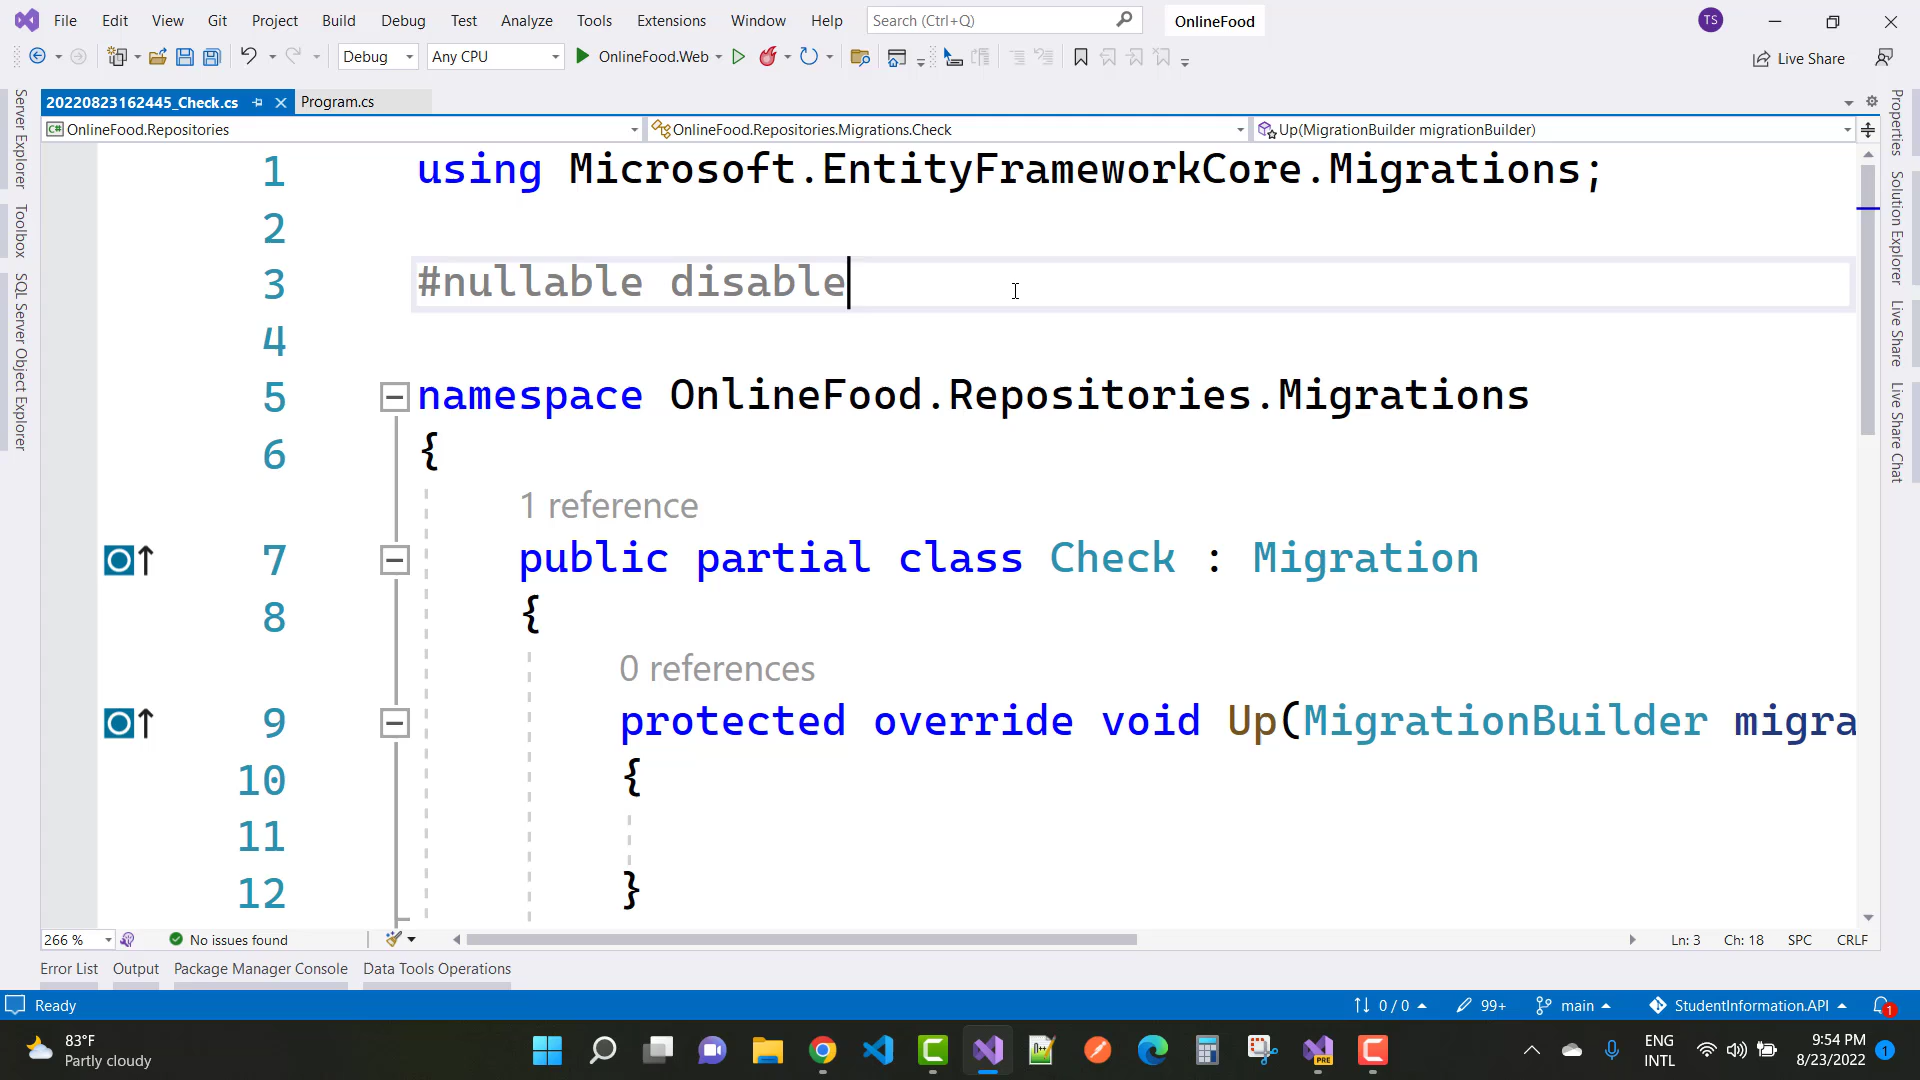 File Edit View Git Project Build Debug Test Analyze Tools Extensions Window Help Search (Ctrl+Q) OnlineFood TS
Debug Any CPU OnlineFood.Web Live Share
20220823162445_Check.cs Program.cs
OnlineFood.Repositories OnlineFood.Repositories.Migrations.Check Up(MigrationBuilder migrationBuilder)
Server Explorer
Toolbox
SQL Server Object Explorer
1 using Microsoft.EntityFrameworkCore.Migrations;
2
3 #nullable disable
4
5 namespace OnlineFood.Repositories.Migrations
6 {
1 reference
7 public partial class Check : Migration
8 {
0 references
9 protected override void Up(MigrationBuilder migra
10 {
11
12 }
Properties
Solution Explorer
Live Share
Live Share Chat
266 % No issues found Ln: 3 Ch: 18 SPC CRLF
Error List Output Package Manager Console Data Tools Operations
Ready 0 / 0 99+ main StudentInformation.API 1
83°F
Partly cloudy
PRE
ENG
INTL
9:54 PM
8/23/2022
1